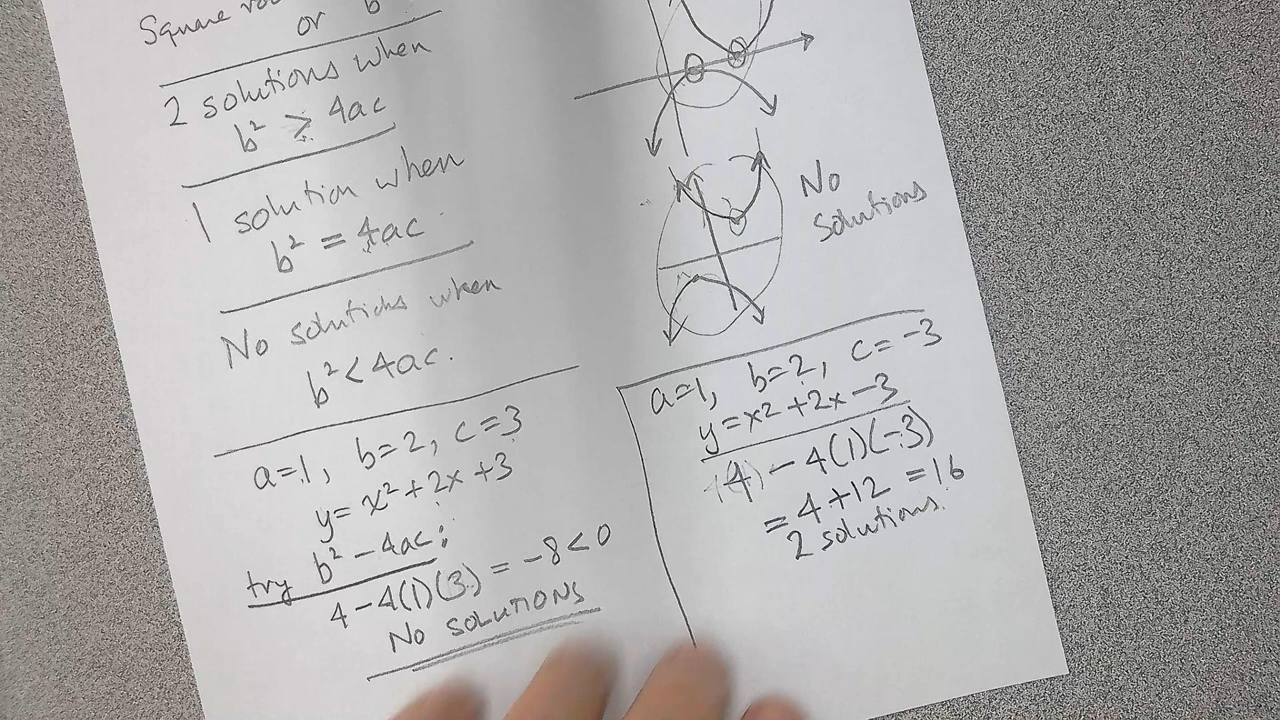 Square
or b²
2 solutions when
b² > 4ac
1 solution when
b² = 4ac
No solutions when
b² < 4ac.
a=1, b=2, c=3
y= x² + 2x + 3
try b² - 4ac:
4 - 4(1)(3) = -8 < 0
No SOLUTIONS
No
Solutions
a=1, b=2, c= -3
y= x² + 2x - 3
(4) - 4(1)(-3)
= 4 + 12 = 16
2 solutions.